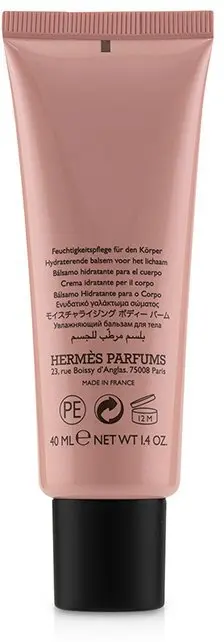 Feuchtigkeitspflege für den Körper
Hydraterende balsem voor het lichaam
Bálsamo hidratante para el cuerpo
Crema idratante per il corpo
Bálsamo Hidratante para o Corpo
Ενυδατικό γαλάκτωμα σώματος
モイスチャライジング ボディー バーム
Увлажняющий бальзам для тела
بلسم مرطّب للجسم
HERMÈS PARFUMS
23, rue Boissy d'Anglas. 75008 Paris
MADE IN FRANCE
PE
12 M
40 ML ℮ NET WT 1.4 OZ.